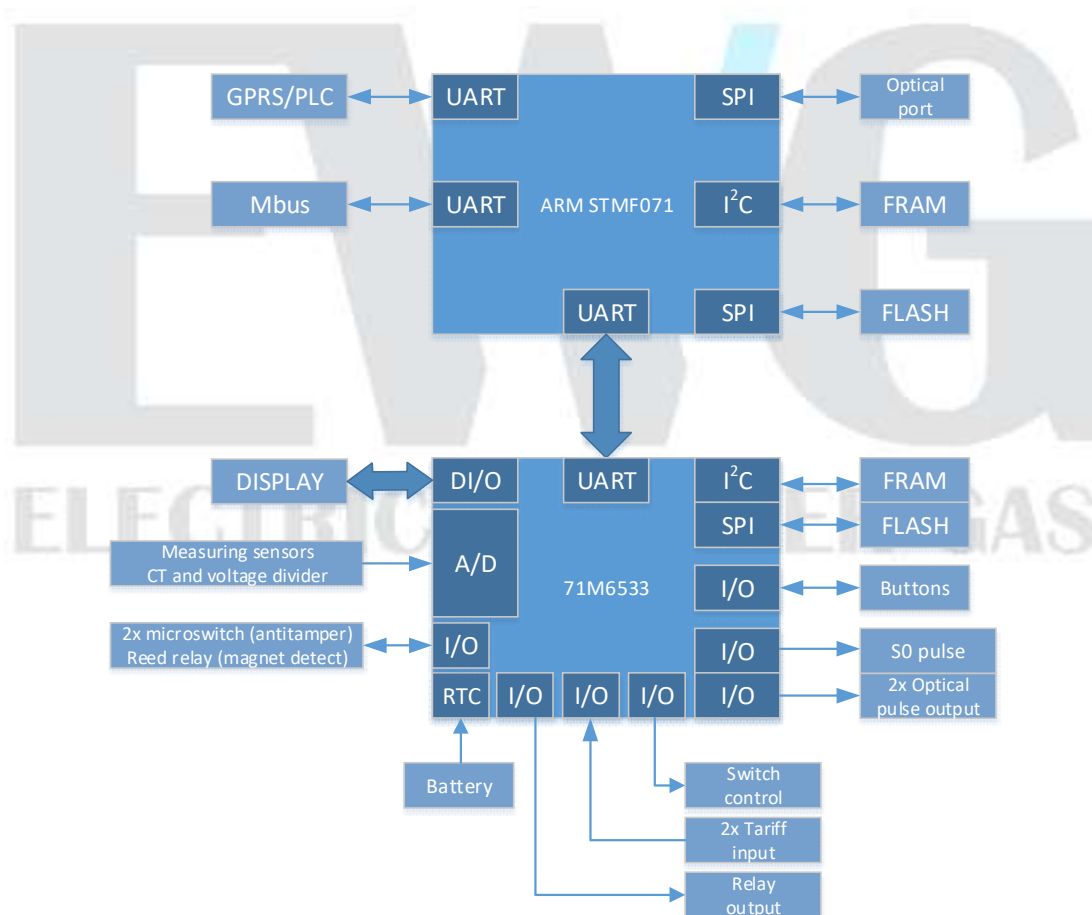 EWG
GPRS/PLC
UART
SPI
Optical
port
Mbus
UART
ARM STMF071
I²C
FRAM
UART
SPI
FLASH
DISPLAY
DI/O
UART
I²C
FRAM
SPI
FLASH
GAS
Measuring sensors
CT and voltage divider
A/D
71M6533
I/O
Buttons
2x microswitch (antitamper)
Reed relay (magnet detect)
I/O
I/O
S0 pulse
RTC
I/O
I/O
I/O
I/O
2x Optical
pulse output
Battery
Switch
control
2x Tariff
input
Relay
output